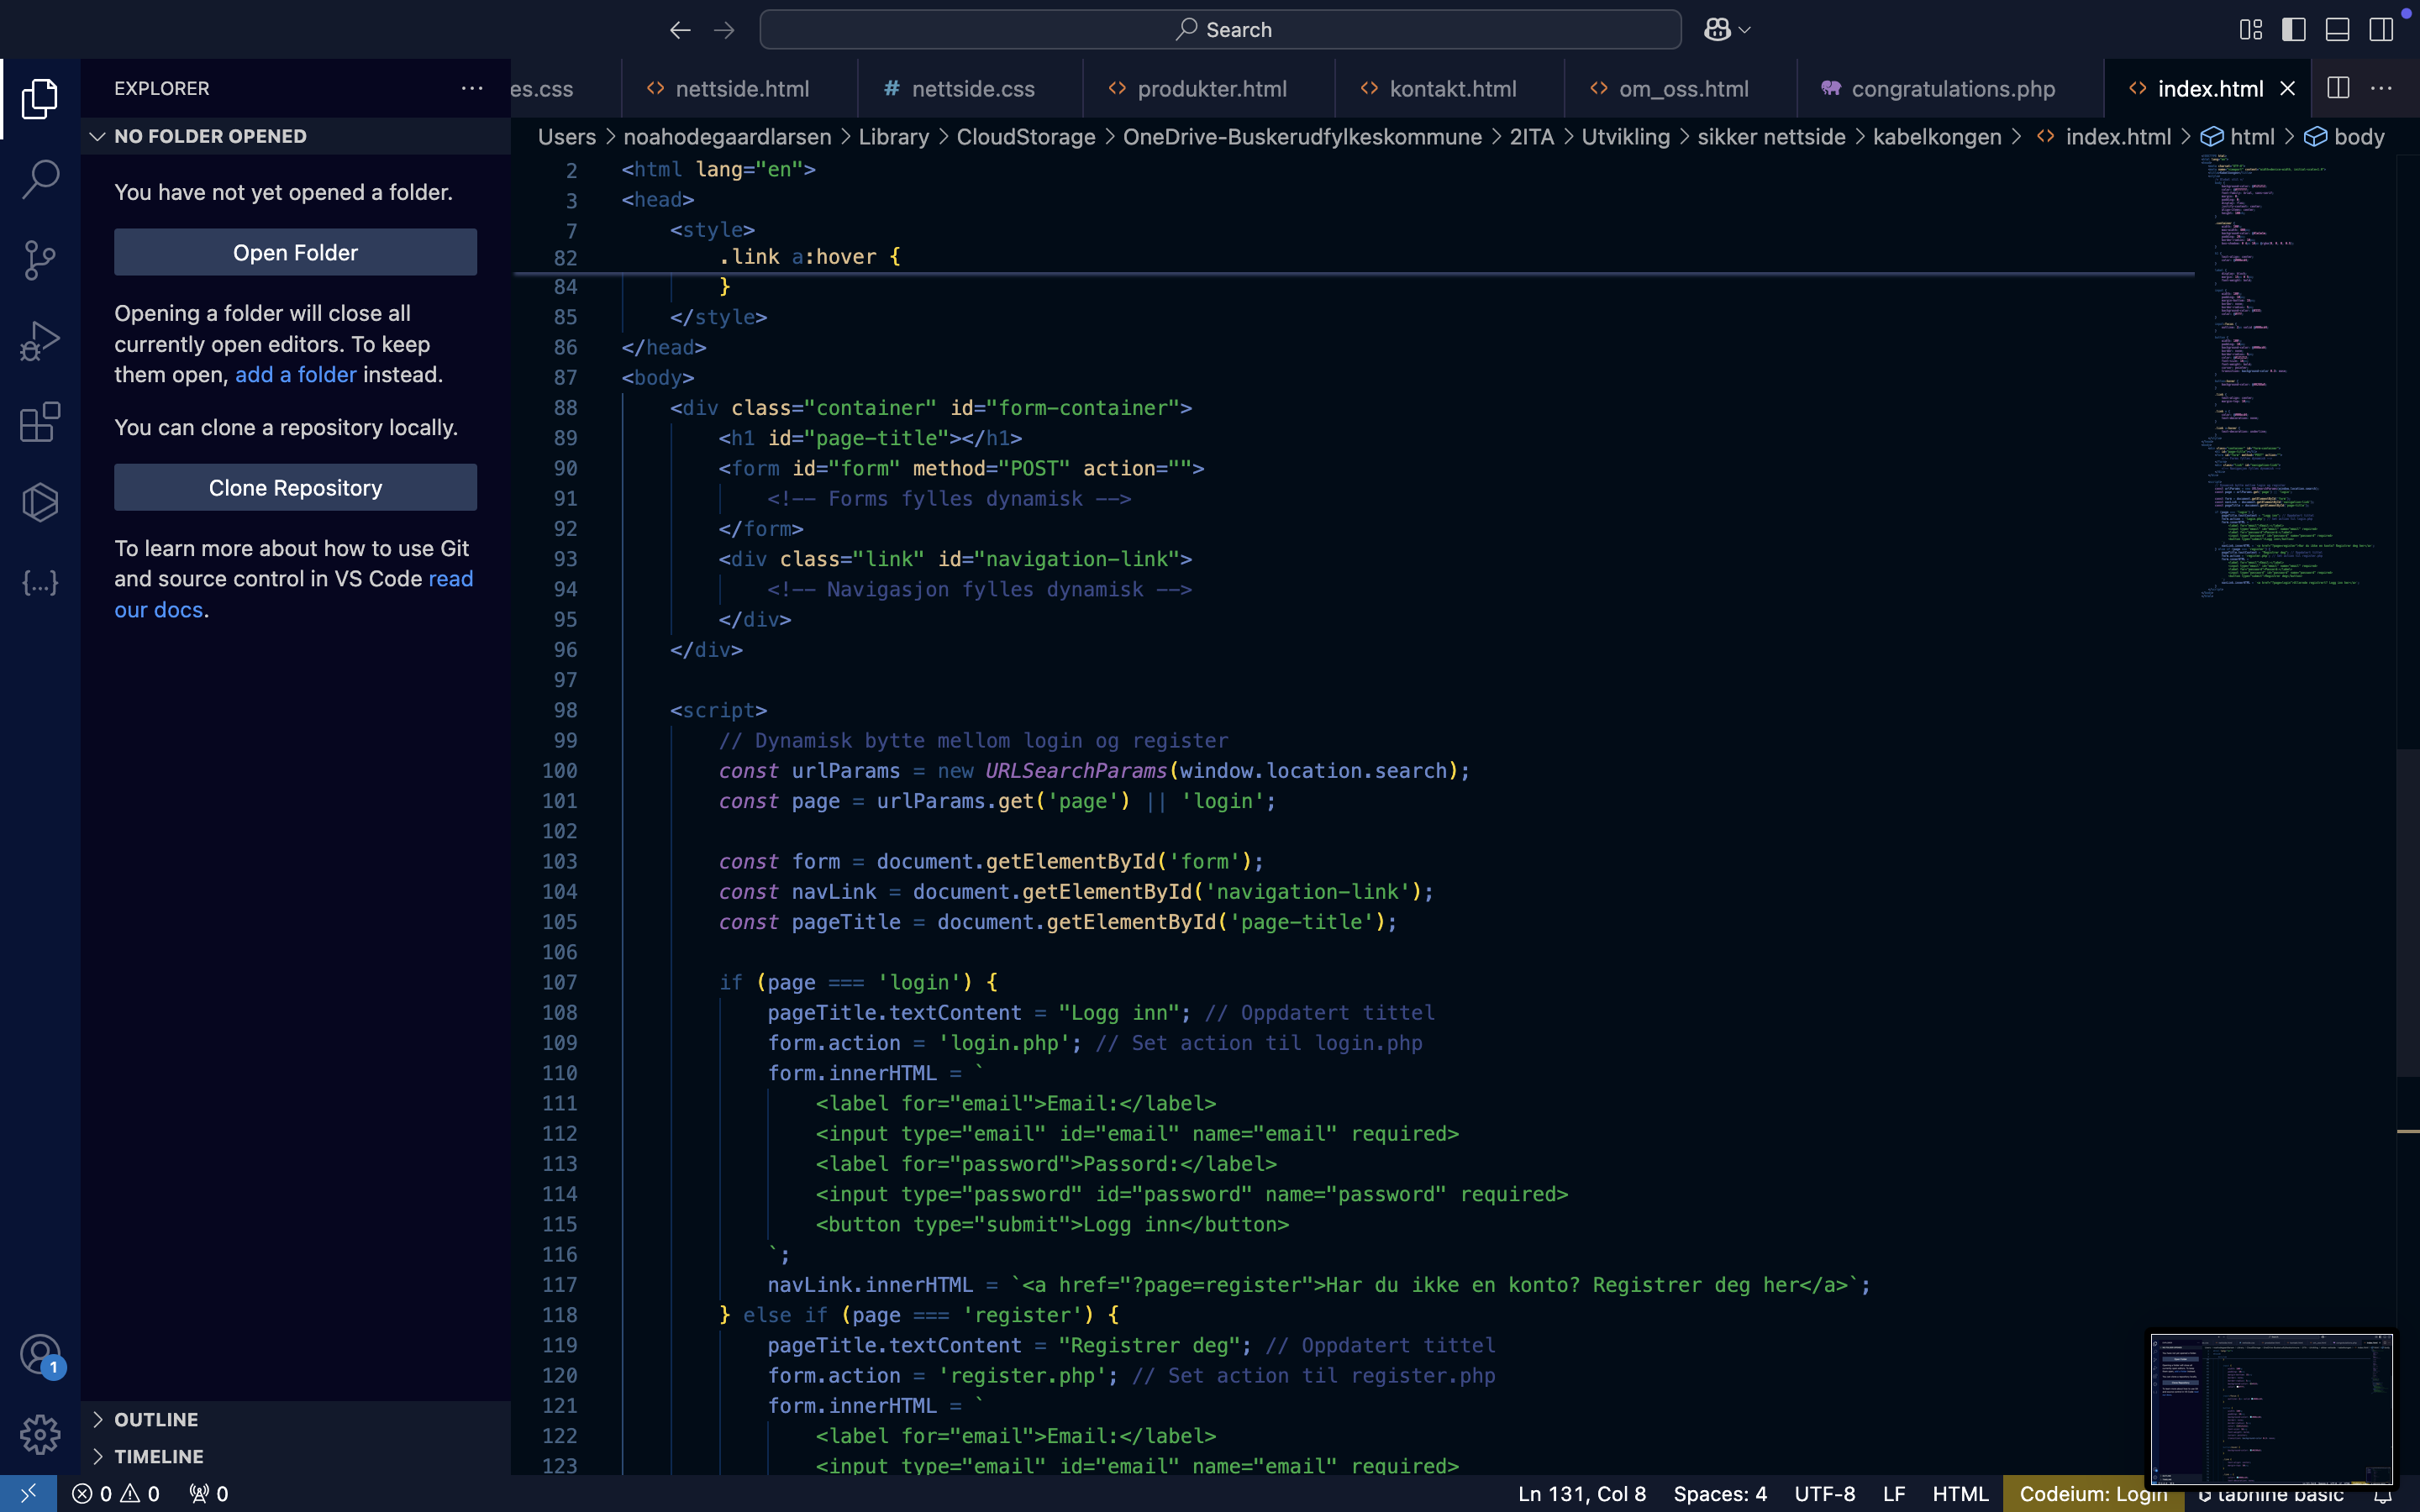 Search
EXPLORER
es.css
nettside.html
nettside.css
produkter.html
kontakt.html
om_oss.html
congratulations.php
index.html
NO FOLDER OPENED
Users > noahodegaardlarsen > Library > CloudStorage > OneDrive-Buskerudfylkeskommune > 2ITA > Utvikling > sikker nettside > kabelkongen > index.html > html > body
You have not yet opened a folder.
Open Folder
Opening a folder will close all
currently open editors. To keep
them open, add a folder instead.
You can clone a repository locally.
Clone Repository
To learn more about how to use Git
and source control in VS Code read
our docs.
2 <html lang="en">
3 <head>
7 <style>
82 .link a:hover {
84 }
85 </style>
86 </head>
87 <body>
88 <div class="container" id="form-container">
89 <h1 id="page-title"></h1>
90 <form id="form" method="POST" action="">
91 <!-- Forms fylles dynamisk -->
92 </form>
93 <div class="link" id="navigation-link">
94 <!-- Navigasjon fylles dynamisk -->
95 </div>
96 </div>
97
98 <script>
99 // Dynamisk bytte mellom login og register
100 const urlParams = new URLSearchParams(window.location.search);
101 const page = urlParams.get('page') || 'login';
102
103 const form = document.getElementById('form');
104 const navLink = document.getElementById('navigation-link');
105 const pageTitle = document.getElementById('page-title');
106
107 if (page === 'login') {
108 pageTitle.textContent = "Logg inn"; // Oppdatert tittel
109 form.action = 'login.php'; // Set action til login.php
110 form.innerHTML = `
111 <label for="email">Email:</label>
112 <input type="email" id="email" name="email" required>
113 <label for="password">Passord:</label>
114 <input type="password" id="password" name="password" required>
115 <button type="submit">Logg inn</button>
116 `;
117 navLink.innerHTML = `<a href="?page=register">Har du ikke en konto? Registrer deg her</a>`;
118 } else if (page === 'register') {
119 pageTitle.textContent = "Registrer deg"; // Oppdatert tittel
120 form.action = 'register.php'; // Set action til register.php
121 form.innerHTML = `
122 <label for="email">Email:</label>
123 <input type="email" id="email" name="email" required>
1
OUTLINE
TIMELINE
0 0 0
Ln 131, Col 8
Spaces: 4
UTF-8
LF
HTML
Codeium: Login
tabnine basic